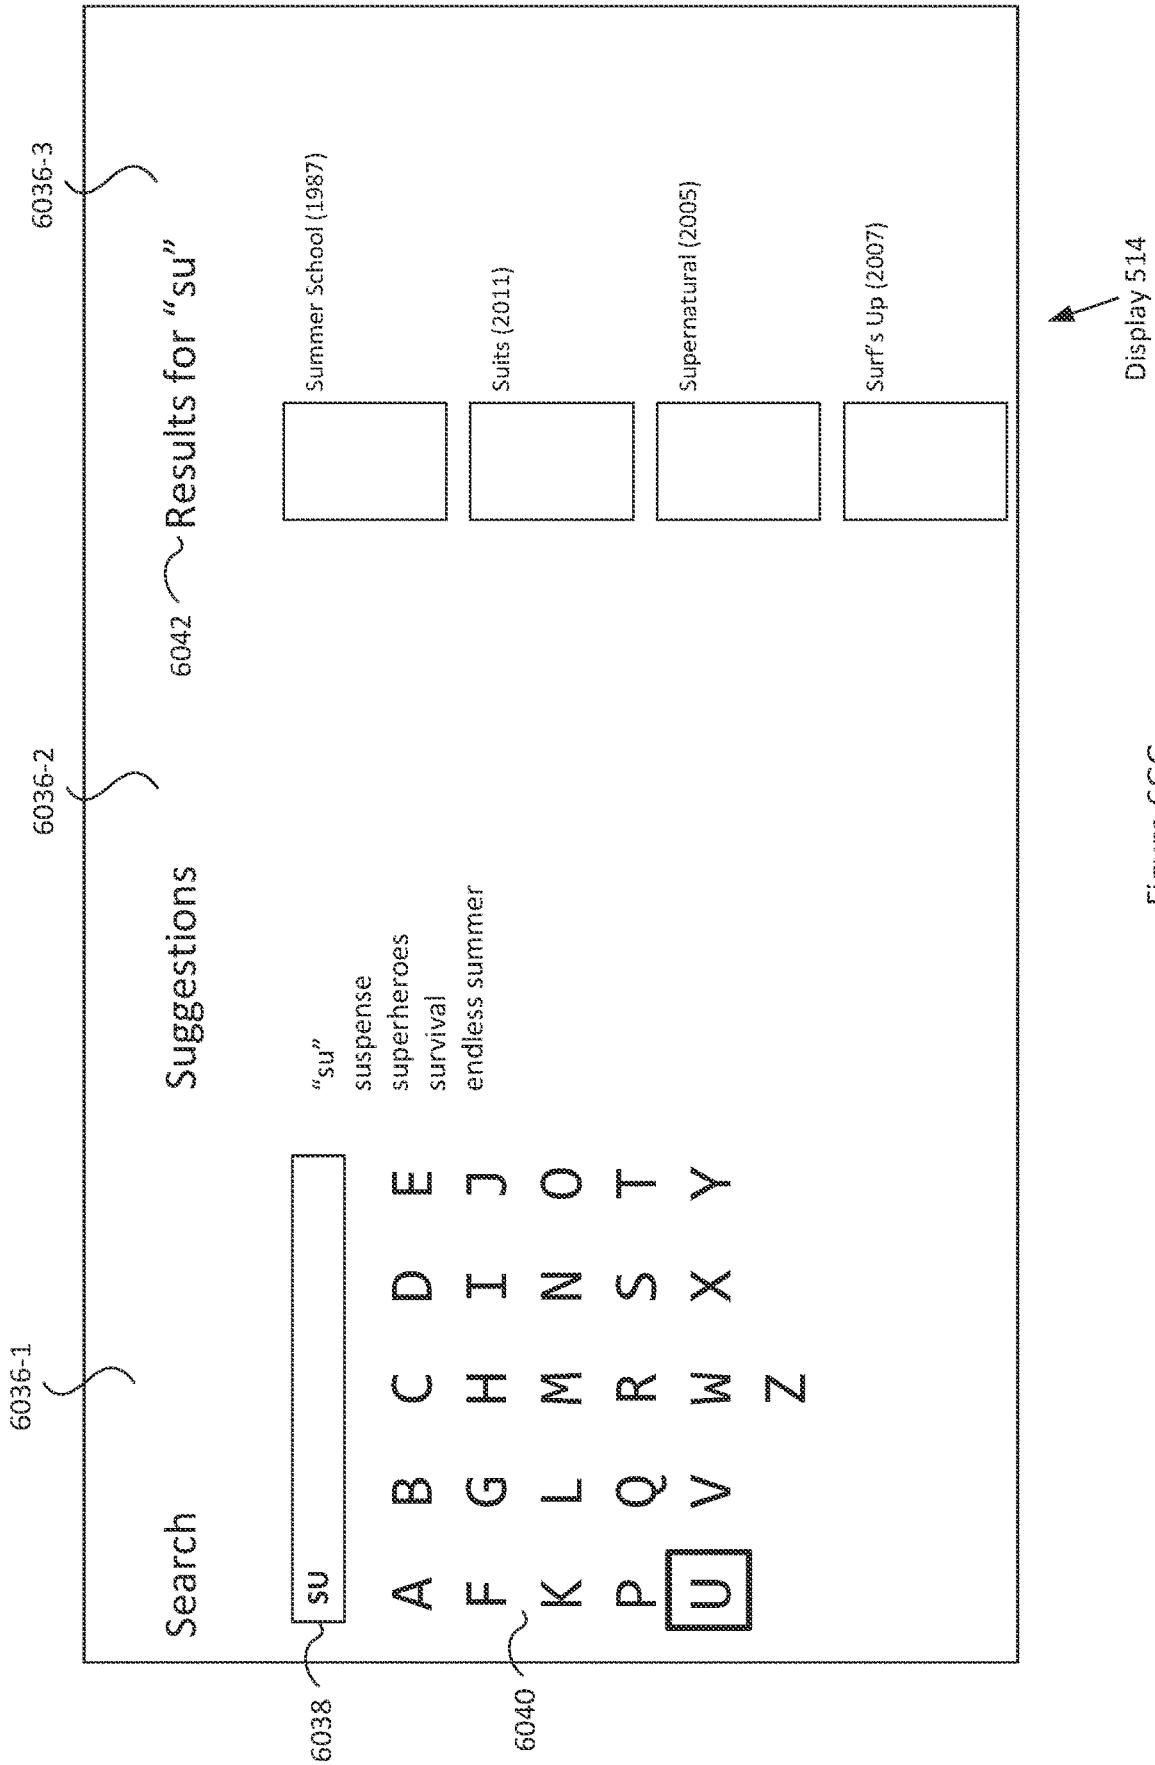 6036-1
6036-2
6036-3
Search
Suggestions
6042
Results for “su”
6038
su
“su”
suspense
superheroes
survival
endless summer
6040
A B C D E
F G H I J
K L M N O
P Q R S T
U V W X Y
Z
Summer School (1987)
Suits (2011)
Supernatural (2005)
Surf’s Up (2007)
Display 514